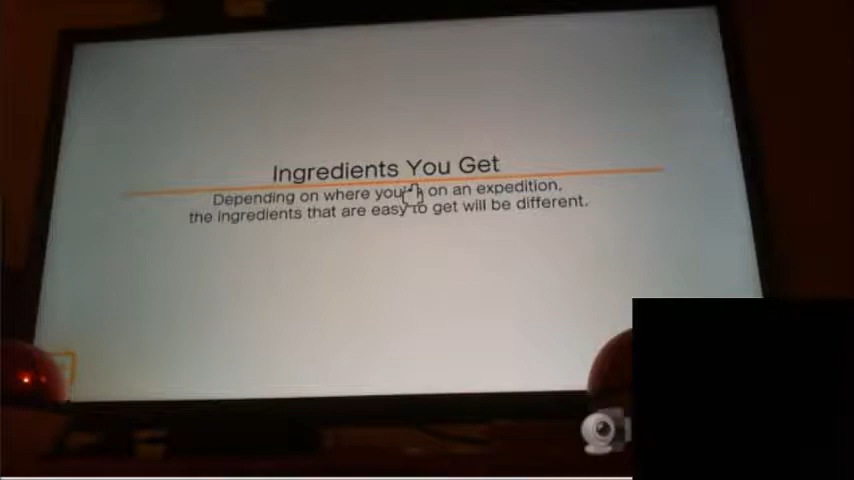 Ingredients You Get
Depending on where you on an expedition,
the ingredients that are easy to get will be different.